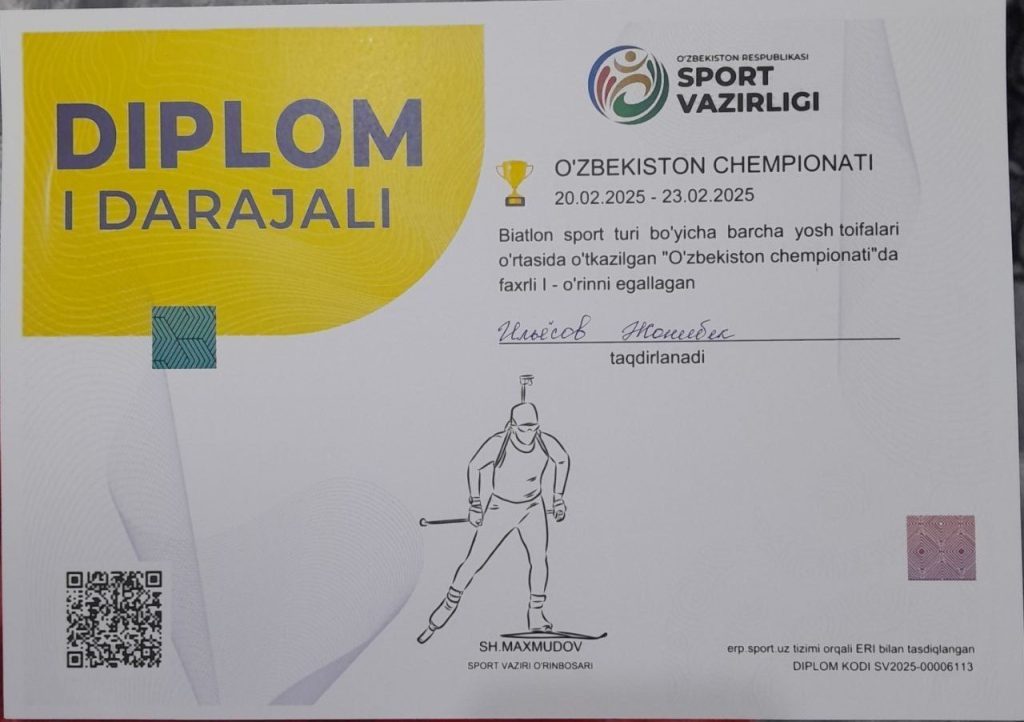 DIPLOM
I DARAJALI
O'ZBEKISTON RESPUBLIKASI
SPORT
VAZIRLIGI
O'ZBEKISTON CHEMPIONATI
20.02.2025 - 23.02.2025
Biatlon sport turi bo'yicha barcha yosh toifalari
o'rtasida o'tkazilgan "O'zbekiston chempionati"da
faxrli I - o'rinni egallagan
Ильёсов Жонибек
taqdirlanadi
SH.MAXMUDOV
SPORT VAZIRI O'RINBOSARI
erp.sport.uz tizimi orqali ERI bilan tasdiqlangan
DIPLOM KODI SV2025-00006113